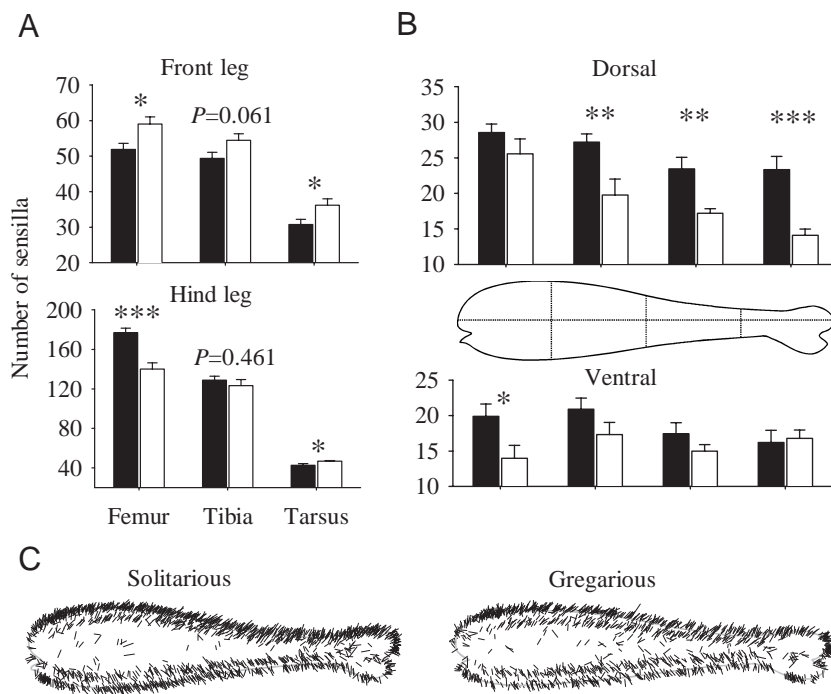 A
Front leg
70
60
50
40
30
20
*
P=0.061
*
Hind leg
200
160
120
80
40
***
P=0.461
*
Femur Tibia Tarsus
Number of sensilla
B
Dorsal
35
30
25
20
15
10
** ** ***
Ventral
25
20
15
10
*
C
Solitarious Gregarious